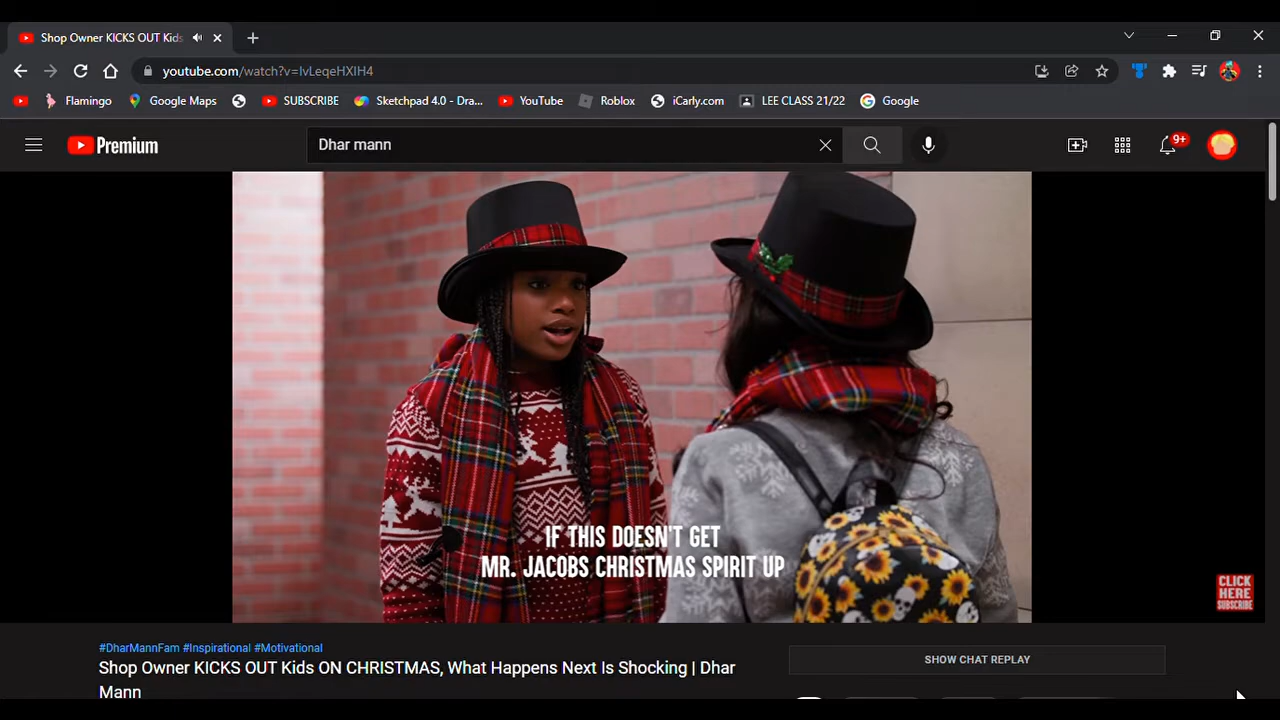 Shop Owner KICKS OUT Kids
youtube.com/watch?v=lvLeqeHXIH4
Flamingo
Google Maps
SUBSCRIBE
Sketchpad 4.0 - Dra...
YouTube
Roblox
iCarly.com
LEE CLASS 21/22
Google
Premium
Dhar mann
9+
IF THIS DOESN'T GET
MR. JACOBS CHRISTMAS SPIRIT UP
CLICK
HERE
SUBSCRIBE
#DharMannFam #Inspirational #Motivational
Shop Owner KICKS OUT Kids ON CHRISTMAS, What Happens Next Is Shocking | Dhar
Mann
SHOW CHAT REPLAY